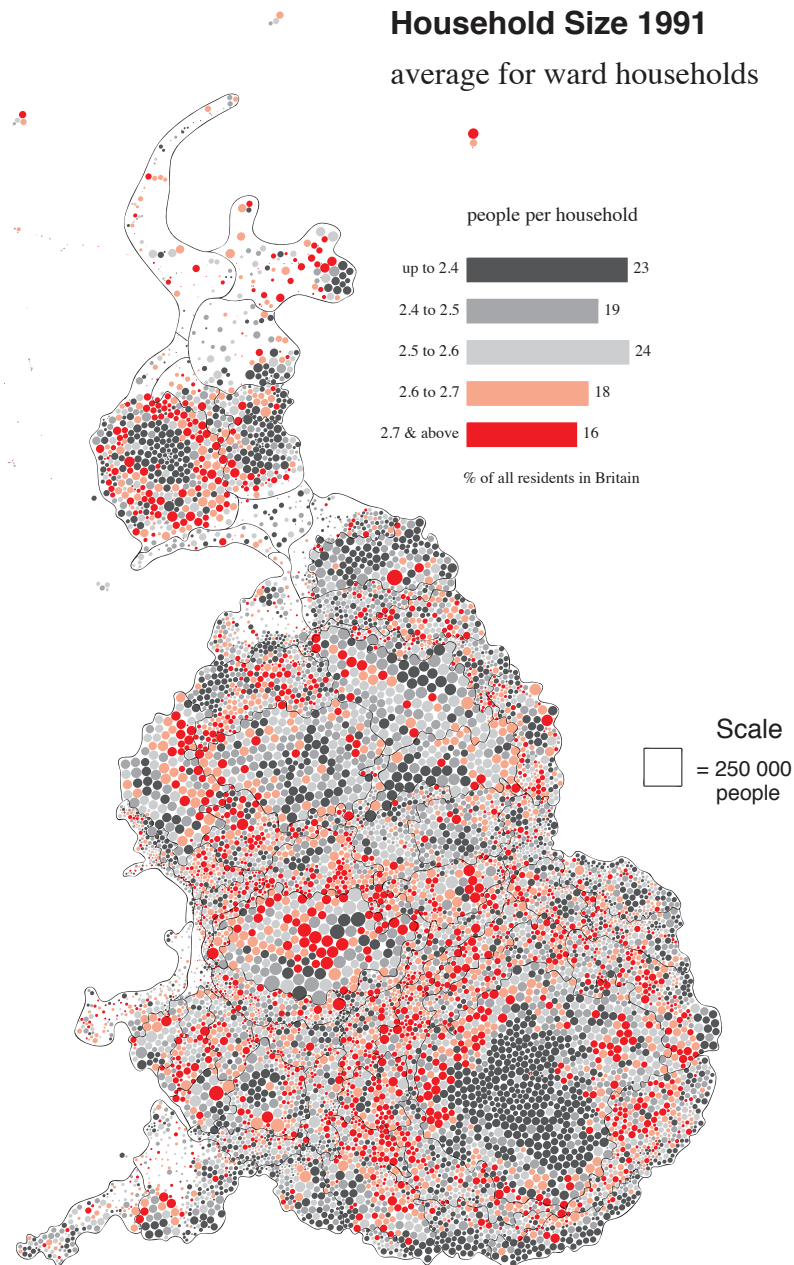 Household Size 1991
average for ward households
people per household
up to 2.4 23
2.4 to 2.5 19
2.5 to 2.6 24
2.6 to 2.7 18
2.7 & above 16
% of all residents in Britain
Scale
= 250 000
people